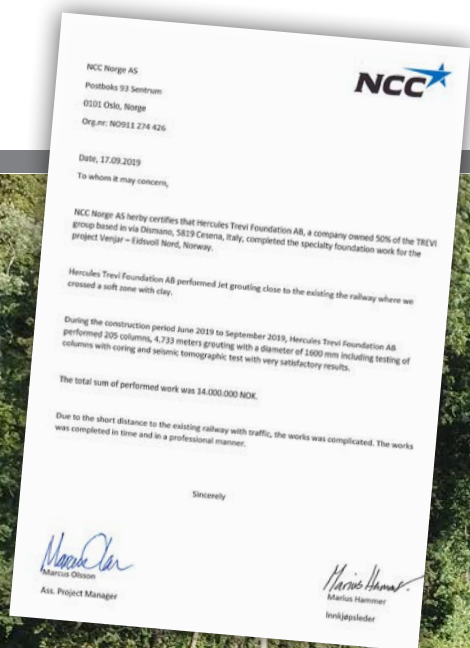 NCC Norge AS
Postboks 93 Sentrum
0101 Oslo, Norge
Org.nr: NO911 274 426
NCC
Date, 17.09.2019
To whom it may concern,
NCC Norge AS herby certifies that Hercules Trevi Foundation AB, a company owned 50% of the TREVI
group based in via Dismano, 5819 Cesena, Italy, completed the specialty foundation work for the
project Venjar – Eidsvoll Nord, Norway.
Hercules Trevi Foundation AB performed Jet grouting close to the existing the railway where we
crossed a soft zone with clay.
During the construction period June 2019 to September 2019, Hercules Trevi Foundation AB
performed 205 columns, 4.733 meters grouting with a diameter of 1600 mm including testing of
columns with coring and seismic tomographic test with very satisfactory results.
The total sum of performed work was 14.000.000 NOK.
Due to the short distance to the existing railway with traffic, the works was complicated. The works
was completed in time and in a professional manner.
Sincerely
Marcus Olsson
Ass. Project Manager
Marius Hammer
Marius Hammer
Innkjøpsleder